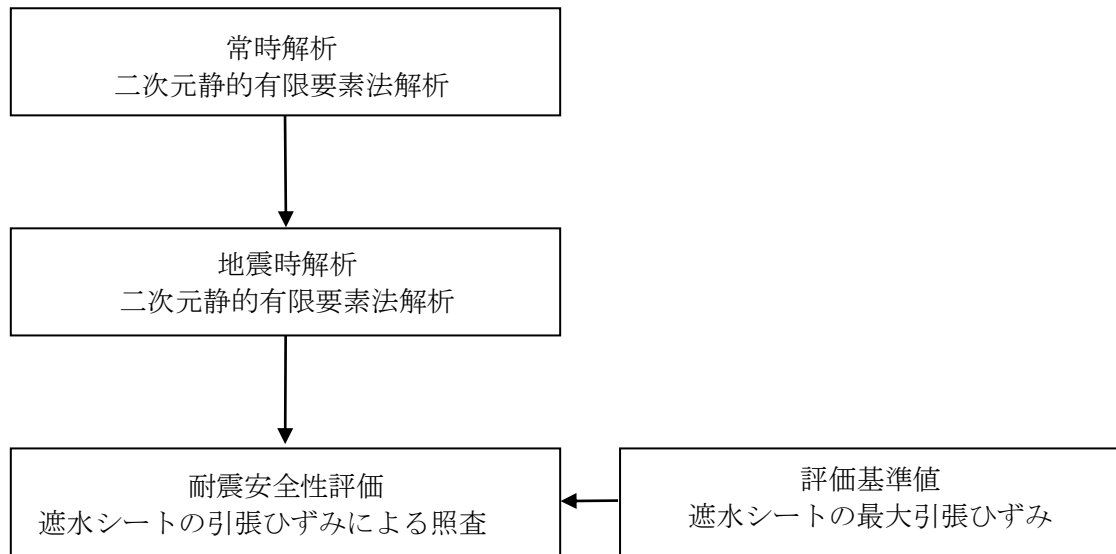 常時解析
二次元静的有限要素法解析
地震時解析
二次元静的有限要素法解析
耐震安全性評価
遮水シートの引張ひずみによる照査
評価基準値
遮水シートの最大引張ひずみ